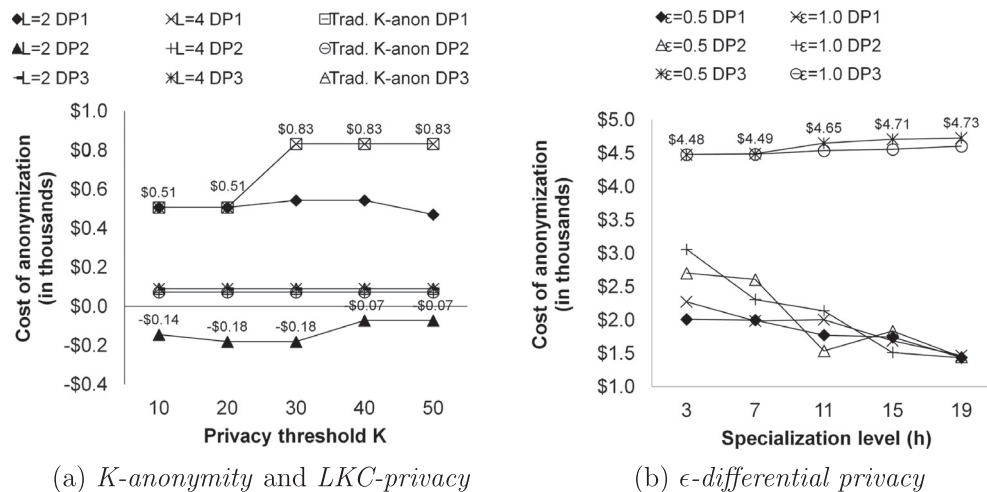 L=2 DP1 L=4 DP1 Trad. K-anon DP1
L=2 DP2 L=4 DP2 Trad. K-anon DP2
L=2 DP3 L=4 DP3 Trad. K-anon DP3
Cost of anonymization
(in thousands)
$1.0
$0.8
$0.6
$0.4
$0.2
$0.0
-$0.2
-$0.4
$0.51
$0.51
$0.83
$0.83
$0.83
-$0.14
-$0.18
-$0.18
-$0.07
-$0.07
10 20 30 40 50
Privacy threshold K
(a) K-anonymity and LKC-privacy
ε=0.5 DP1 ε=1.0 DP1
ε=0.5 DP2 ε=1.0 DP2
ε=0.5 DP3 ε=1.0 DP3
Cost of anonymization
(in thousands)
$5.0
$4.5
$4.0
$3.5
$3.0
$2.5
$2.0
$1.5
$1.0
$4.48
$4.49
$4.65
$4.71
$4.73
3 7 11 15 19
Specialization level (h)
(b) ϵ-differential privacy